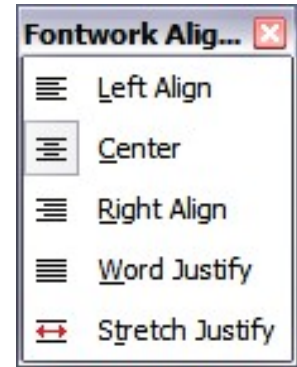 Fontwork Alig...
Left Align
Center
Right Align
Word Justify
Stretch Justify